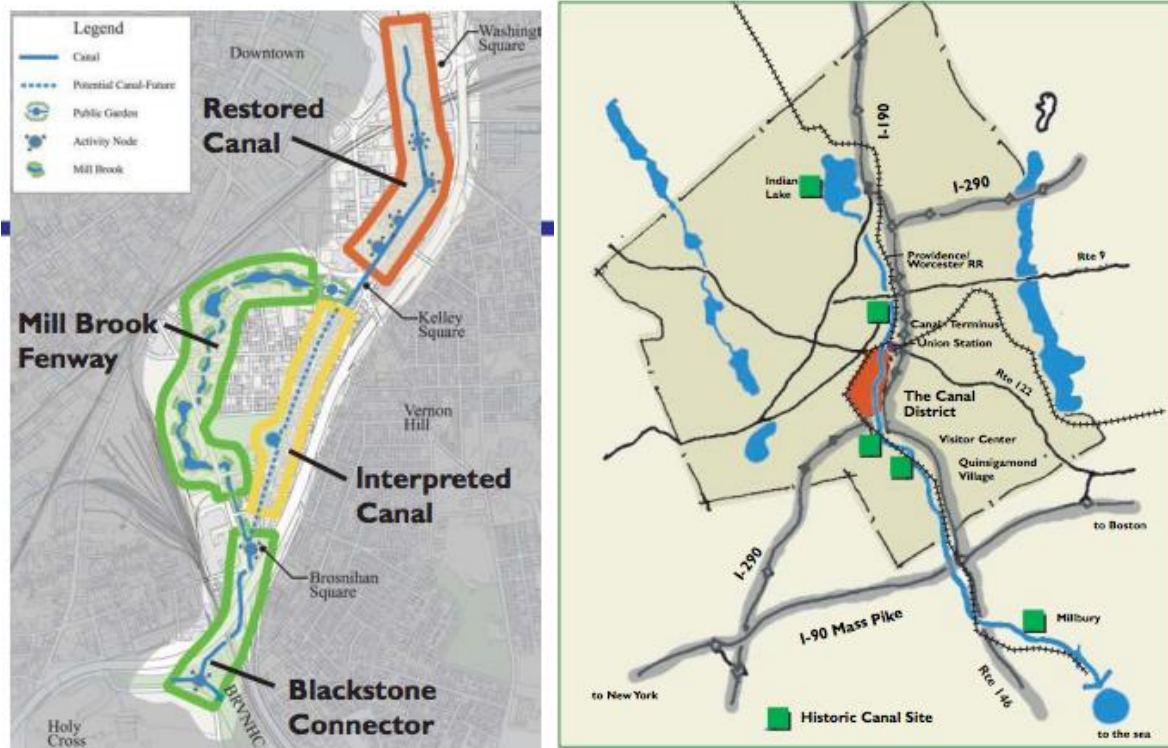 Legend
Canal
Potential Canal-Future
Public Garden
Activity Node
Mill Brook
Downtown
Washingt
Square
Restored
Canal
Mill Brook
Fenway
Kelley
Square
Vernon
Hill
Interpreted
Canal
Brosnihan
Square
Blackstone
Connector
BRVNHC
Holy
Cross
I-190
Indian
Lake
I-290
Providence/
Worcester RR
Rte 9
Canal Terminus
Union Station
Rte 122
The Canal
District
Visitor Center
Quinsigamond
Village
to Boston
I-290
I-90 Mass Pike
Millbury
to New York
Rte 146
Historic Canal Site
to the sea